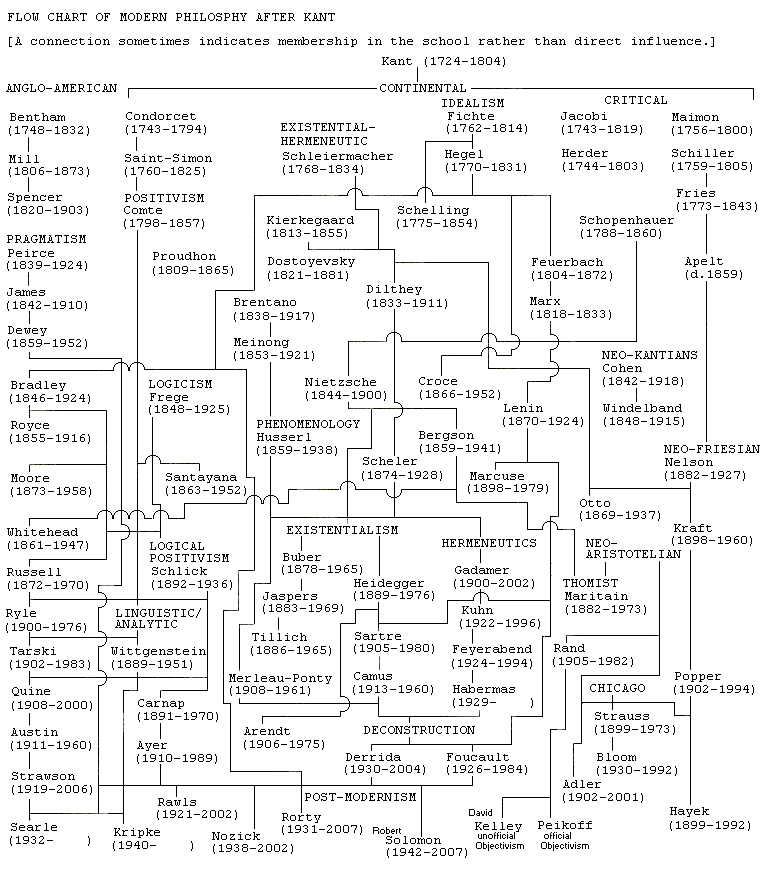 FLOW CHART OF MODERN PHILOSPHY AFTER KANT
[A connection sometimes indicates membership in the school rather than direct influence.]
Kant (1724-1804)
ANGLO-AMERICAN
CONTINENTAL
IDEALISM
CRITICAL
Bentham
(1748-1832)
Condorcet
(1743-1794)
EXISTENTIAL-
HERMENEUTIC
Schleiermacher
(1768-1834)
Fichte
(1762-1814)
Jacobi
(1743-1819)
Maimon
(1756-1800)
Mill
(1806-1873)
Saint-Simon
(1760-1825)
Hegel
(1770-1831)
Herder
(1744-1803)
Schiller
(1759-1805)
Spencer
(1820-1903)
POSITIVISM
Comte
(1798-1857)
Kierkegaard
(1813-1855)
Schelling
(1775-1854)
Schopenhauer
(1788-1860)
Fries
(1773-1843)
PRAGMATISM
Peirce
(1839-1924)
Proudhon
(1809-1865)
Dostoyevsky
(1821-1881)
Feuerbach
(1804-1872)
Apelt
(d.1859)
James
(1842-1910)
Brentano
(1838-1917)
Dilthey
(1833-1911)
Marx
(1818-1833)
Dewey
(1859-1952)
Meinong
(1853-1921)
NEO-KANTIANS
Cohen
(1842-1918)
Bradley
(1846-1924)
LOGICISM
Frege
(1848-1925)
Nietzsche
(1844-1900)
Croce
(1866-1952)
Lenin
(1870-1924)
Windelband
(1848-1915)
Royce
(1855-1916)
PHENOMENOLOGY
Husserl
(1859-1938)
Bergson
(1859-1941)
NEO-FRIESIAN
Nelson
(1882-1927)
Moore
(1873-1958)
Santayana
(1863-1952)
Scheler
(1874-1928)
Marcuse
(1898-1979)
Otto
(1869-1937)
Whitehead
(1861-1947)
LOGICAL
POSITIVISM
Schlick
(1892-1936)
EXISTENTIALISM
HERMENEUTICS
NEO-
ARISTOTELIAN
Kraft
(1898-1960)
Russell
(1872-1970)
Buber
(1878-1965)
Heidegger
(1889-1976)
Gadamer
(1900-2002)
THOMIST
Maritain
(1882-1973)
Ryle
(1900-1976)
LINGUISTIC/
ANALYTIC
Jaspers
(1883-1969)
Kuhn
(1922-1996)
Tarski
(1902-1983)
Wittgenstein
(1889-1951)
Tillich
(1886-1965)
Sartre
(1905-1980)
Feyerabend
(1924-1994)
Rand
(1905-1982)
Quine
(1908-2000)
Carnap
(1891-1970)
Merleau-Ponty
(1908-1961)
Camus
(1913-1960)
Habermas
(1929- )
CHICAGO
Strauss
(1899-1973)
Popper
(1902-1994)
Austin
(1911-1960)
Ayer
(1910-1989)
Arendt
(1906-1975)
DECONSTRUCTION
Derrida
(1930-2004)
Foucault
(1926-1984)
Bloom
(1930-1992)
Strawson
(1919-2006)
Rawls
(1921-2002)
POST-MODERNISM
Adler
(1902-2001)
Searle
(1932- )
Kripke
(1940- )
Nozick
(1938-2002)
Rorty
(1931-2007)
Robert
Solomon
(1942-2007)
David
Kelley
unofficial
Objectivism
Peikoff
official
Objectivism
Hayek
(1899-1992)